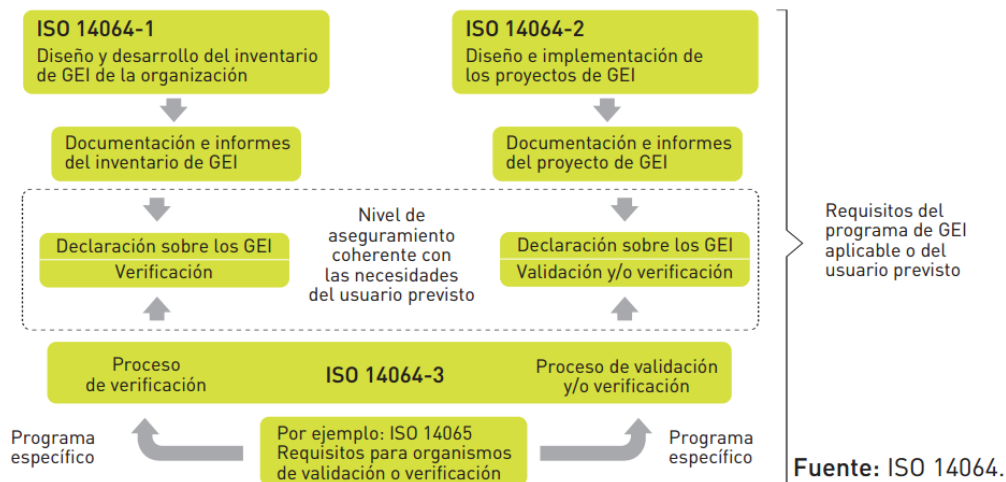 ISO 14064-1
Diseño y desarrollo del inventario
de GEI de la organización
ISO 14064-2
Diseño e implementación de
los proyectos de GEI
Documentación e informes
del inventario de GEI
Documentación e informes
del proyecto de GEI
Nivel de
aseguramiento
coherente con
las necesidades
del usuario previsto
Declaración sobre los GEI
Verificación
Declaración sobre los GEI
Validación y/o verificación
Requisitos del
programa de GEI
aplicable o del
usuario previsto
Proceso
de verificación
ISO 14064-3
Proceso de validación
y/o verificación
Programa
específico
Por ejemplo: ISO 14065
Requisitos para organismos
de validación o verificación
Programa
específico
Fuente: ISO 14064.